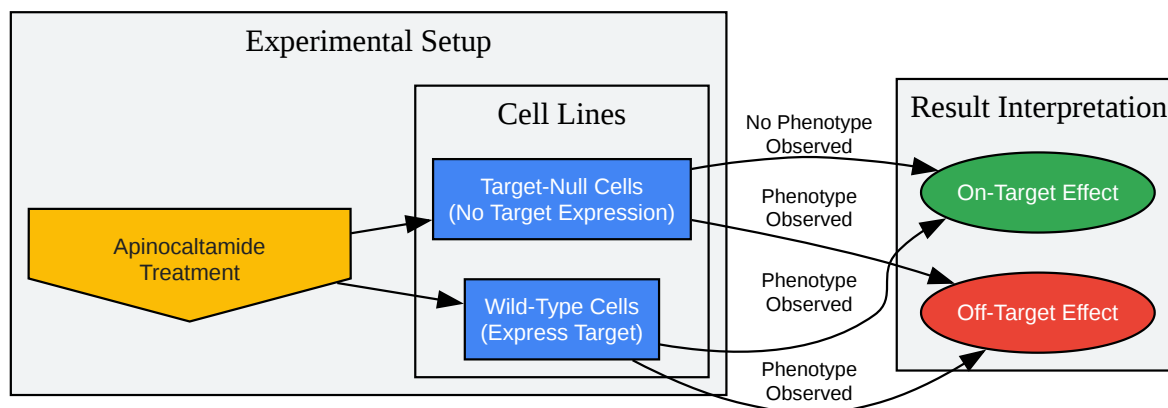 Experimental Setup
Cell Lines
Result Interpretation
Apinocaltamide
Treatment
Target-Null Cells
(No Target Expression)
Wild-Type Cells
(Express Target)
No Phenotype
Observed
Phenotype
Observed
Phenotype
Observed
Phenotype
Observed
On-Target Effect
Off-Target Effect